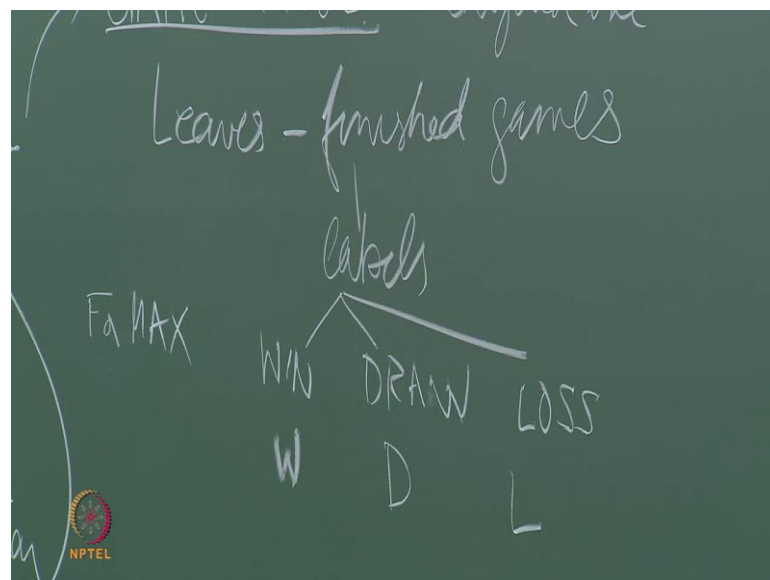 Leaves - finished games
labels
For MAX
WIN DRAW LOSS
W D L
NPTEL